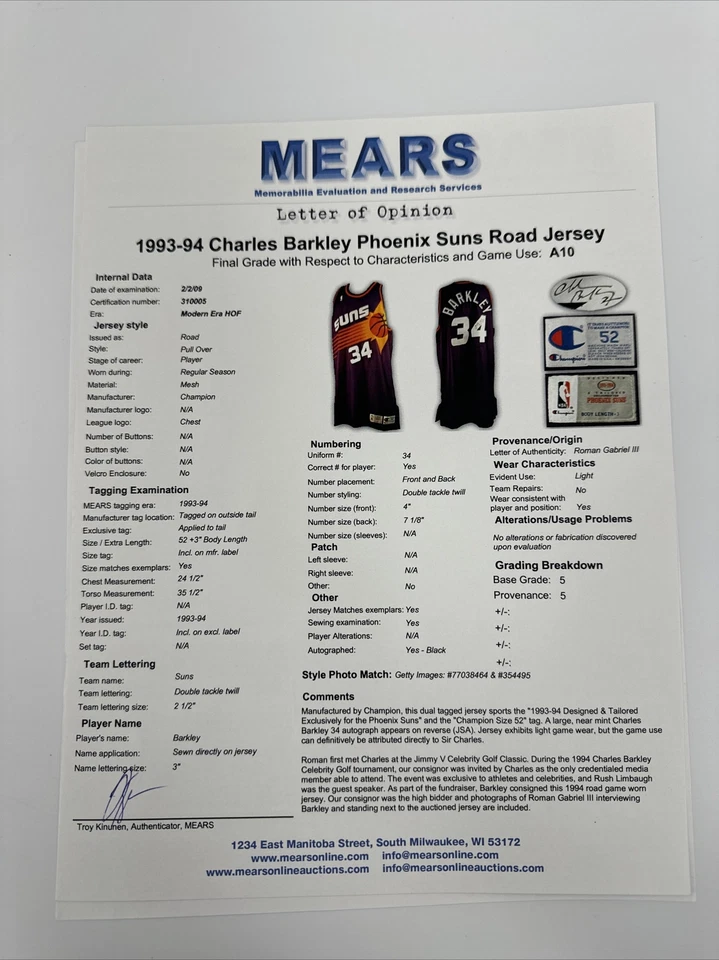 MEARS
Memorabilia Evaluation and Research Services
Letter of Opinion
1993-94 Charles Barkley Phoenix Suns Road Jersey
Final Grade with Respect to Characteristics and Game Use: A10
Internal Data
Date of examination: 2/2/09
Certification number: 310005
Era: Modern Era HOF
Jersey style
Issued as: Road
Style: Pull Over
Stage of career: Player
Worn during: Regular Season
Material: Mesh
Manufacturer: Champion
Manufacturer logo: N/A
League logo: Chest
Number of Buttons: N/A
Button style: N/A
Color of buttons: N/A
Velcro Enclosure: No
Tagging Examination
MEARS tagging era: 1993-94
Manufacturer tag location: Tagged on outside tail
Exclusive tag: Applied to tail
Size / Extra Length: 52 +3" Body Length
Size tag: Incl. on mfr. label
Size matches exemplars: Yes
Chest Measurement: 24 1/2"
Torso Measurement: 35 1/2"
Player I.D. tag: N/A
Year issued: 1993-94
Year I.D. tag: Incl. on excl. label
Set tag: N/A
Team Lettering
Team name: Suns
Team lettering: Double tackle twill
Team lettering size: 2 1/2"
Player Name
Player's name: Barkley
Name application: Sewn directly on jersey
Name lettering size: 3"
Troy Kinunen, Authenticator, MEARS
SUNS
34
BARKLEY
34
52
Champion
PHOENIX SUNS
BODY LENGTH
Numbering
Uniform #: 34
Correct # for player: Yes
Number placement: Front and Back
Number styling: Double tackle twill
Number size (front): 4"
Number size (back): 7 1/8"
Number size (sleeves): N/A
Patch
Left sleeve: N/A
Right sleeve: N/A
Other: No
Other
Jersey Matches exemplars: Yes
Sewing examination: Yes
Player Alterations: N/A
Autographed: Yes - Black
Provenance/Origin
Letter of Authenticity: Roman Gabriel III
Wear Characteristics
Evident Use: Light
Team Repairs: No
Wear consistent with
player and position: Yes
Alterations/Usage Problems
No alterations or fabrication discovered
upon evaluation
Grading Breakdown
Base Grade: 5
Provenance: 5
+/-:
+/-:
+/-:
+/-:
Style Photo Match: Getty Images: #77038464 & #354495
Comments
Manufactured by Champion, this dual tagged jersey sports the "1993-94 Designed & Tailored
Exclusively for the Phoenix Suns" and the "Champion Size 52" tag. A large, near mint Charles
Barkley 34 autograph appears on reverse (JSA). Jersey exhibits light game wear, but the game use
can definitively be attributed directly to Sir Charles.
Roman first met Charles at the Jimmy V Celebrity Golf Classic. During the 1994 Charles Barkley
Celebrity Golf tournament, our consignor was invited by Charles as the only credentialed media
member able to attend. The event was exclusive to athletes and celebrities, and Rush Limbaugh
was the guest speaker. As part of the fundraiser, Barkley consigned this 1994 road game worn
jersey. Our consignor was the high bidder and photographs of Roman Gabriel III interviewing
Barkley and standing next to the auctioned jersey are included.
1234 East Manitoba Street, South Milwaukee, WI 53172
www.mearsonline.com info@mearsonline.com
www.mearsonlineauctions.com info@mearsonlineauctions.com